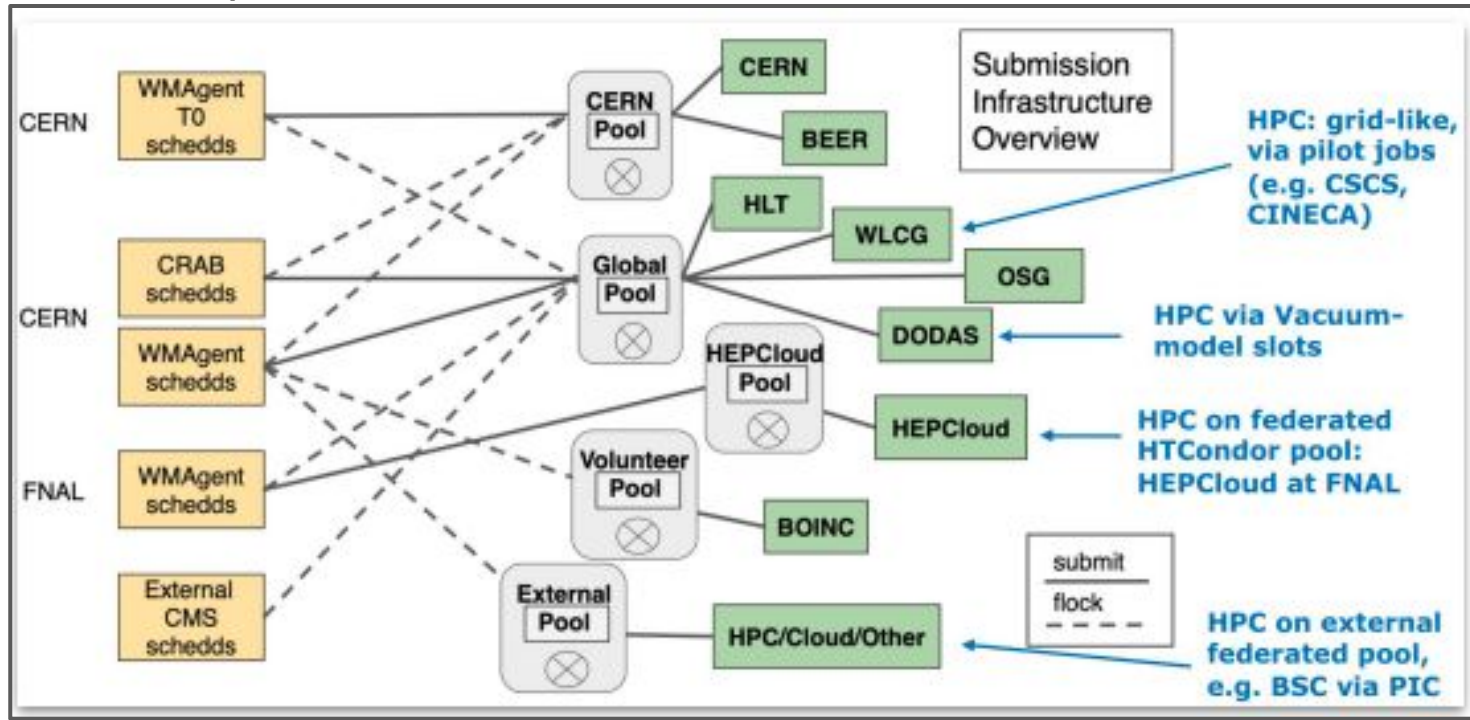 CERN
WMAgent
T0
schedds
CERN
Pool
CERN
BEER
Submission
Infrastructure
Overview
HPC: grid-like,
via pilot jobs
(e.g. CSCS,
CINECA)
CERN
CRAB
schedds
WMAgent
schedds
Global
Pool
HLT
WLCG
OSG
DODAS
HPC via Vacuum-
model slots
HEPCloud
Pool
HEPCloud
HPC on federated
HTCondor pool:
HEPCloud at FNAL
FNAL
WMAgent
schedds
Volunteer
Pool
BOINC
External
CMS
schedds
External
Pool
HPC/Cloud/Other
submit
flock
HPC on external
federated pool,
e.g. BSC via PIC